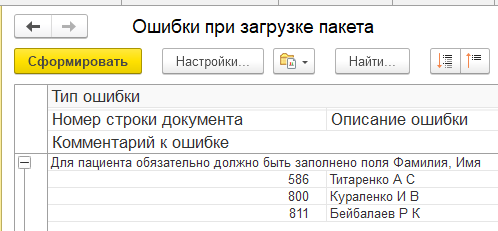 Ошибки при загрузке пакета
Сформировать Настройки... Найти...
Тип ошибки
Номер строки документа Описание ошибки
Комментарий к ошибке
Для пациента обязательно должно быть заполнено поля Фамилия, Имя
586 Титаренко А С
800 Кураленко И В
811 Бейбалаев Р К